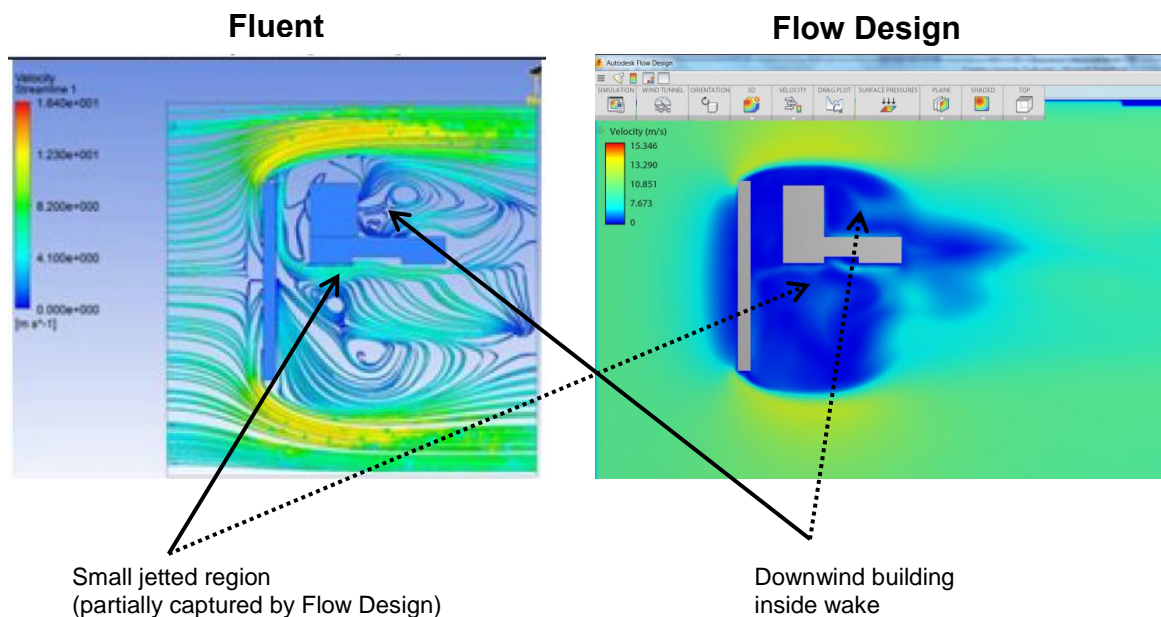 Fluent
Flow Design
Velocity
Streamline 1
1.640e+001
1.230e+001
8.200e+000
4.100e+000
0.000e+000
[m s^-1]
Autodesk Flow Design
SIMULATION WIND TUNNEL ORIENTATION 3D VELOCITY DRAG PLOT SURFACE PRESSURES PLANE SHADED TOP
Velocity (m/s)
15.346
13.290
10.851
7.673
0
Small jetted region
(partially captured by Flow Design)
Downwind building
inside wake